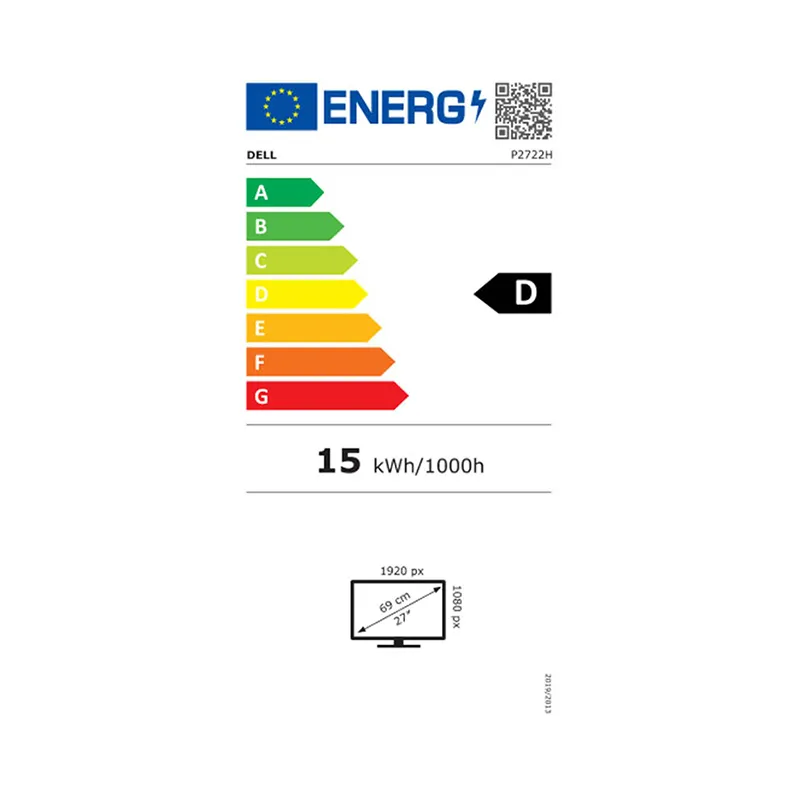 ENERG
DELL P2722H
A
B
C
D
D
E
F
G
15 kWh/1000h
1920 px
1080 px
69 cm
27″
2019/2013